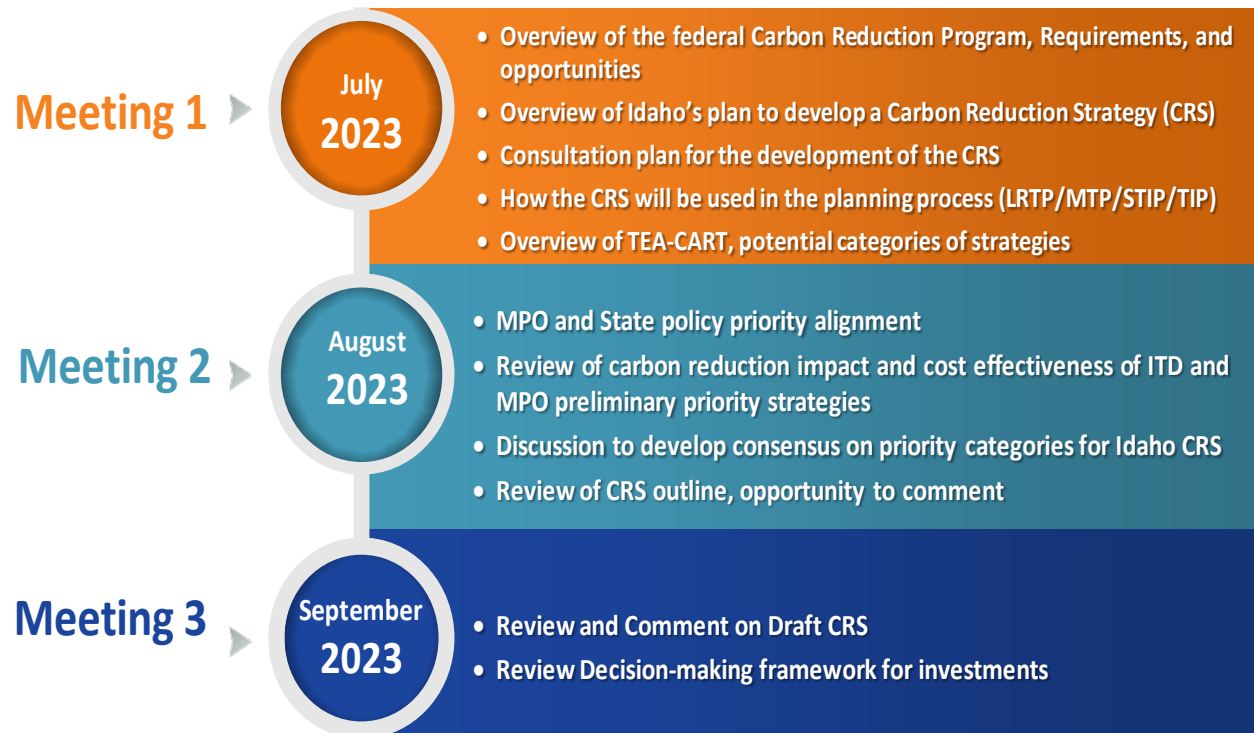 Meeting 1
July
2023
• Overview of the federal Carbon Reduction Program, Requirements, and
opportunities
• Overview of Idaho's plan to develop a Carbon Reduction Strategy (CRS)
• Consultation plan for the development of the CRS
• How the CRS will be used in the planning process (LRTP/MTP/STIP/TIP)
• Overview of TEA-CART, potential categories of strategies
Meeting 2
August
2023
• MPO and State policy priority alignment
• Review of carbon reduction impact and cost effectiveness of ITD and
MPO preliminary priority strategies
• Discussion to develop consensus on priority categories for Idaho CRS
• Review of CRS outline, opportunity to comment
Meeting 3
September
2023
• Review and Comment on Draft CRS
• Review Decision-making framework for investments